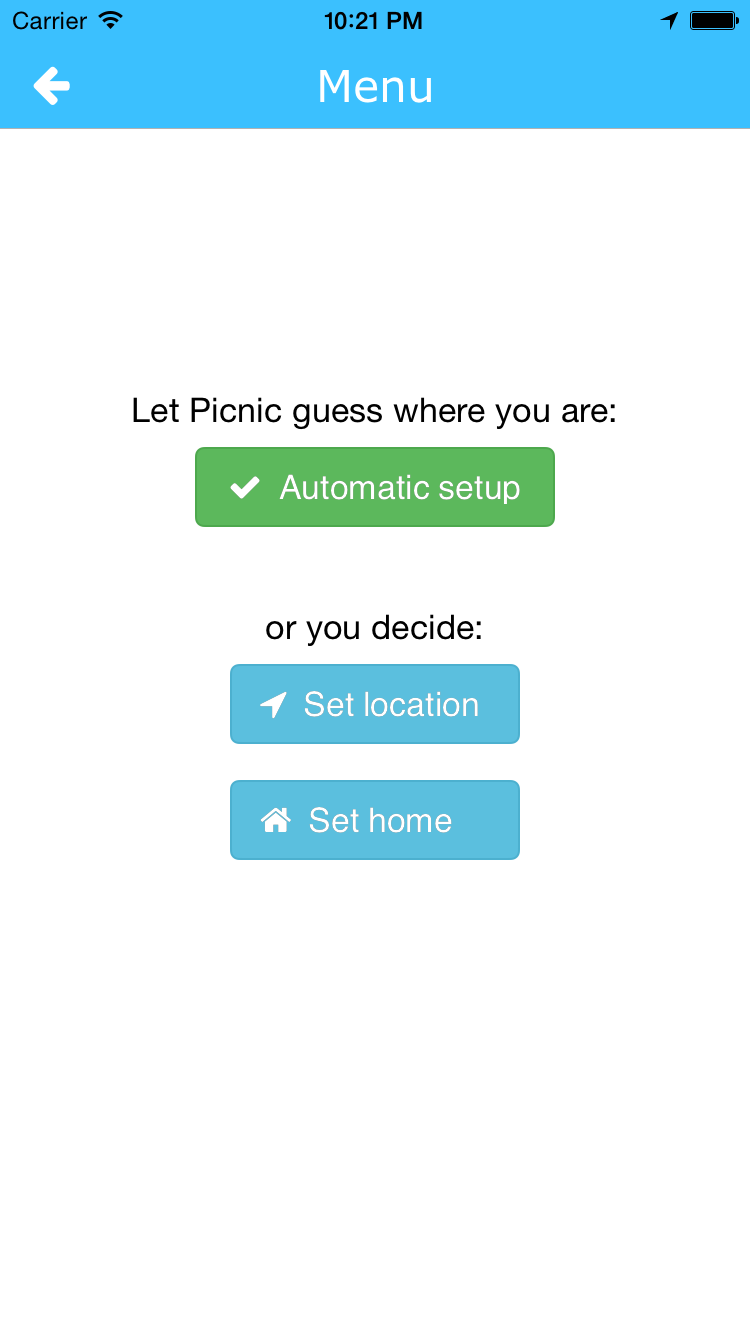 Carrier 10:21 PM
Menu
Let Picnic guess where you are:
Automatic setup
or you decide:
Set location
Set home